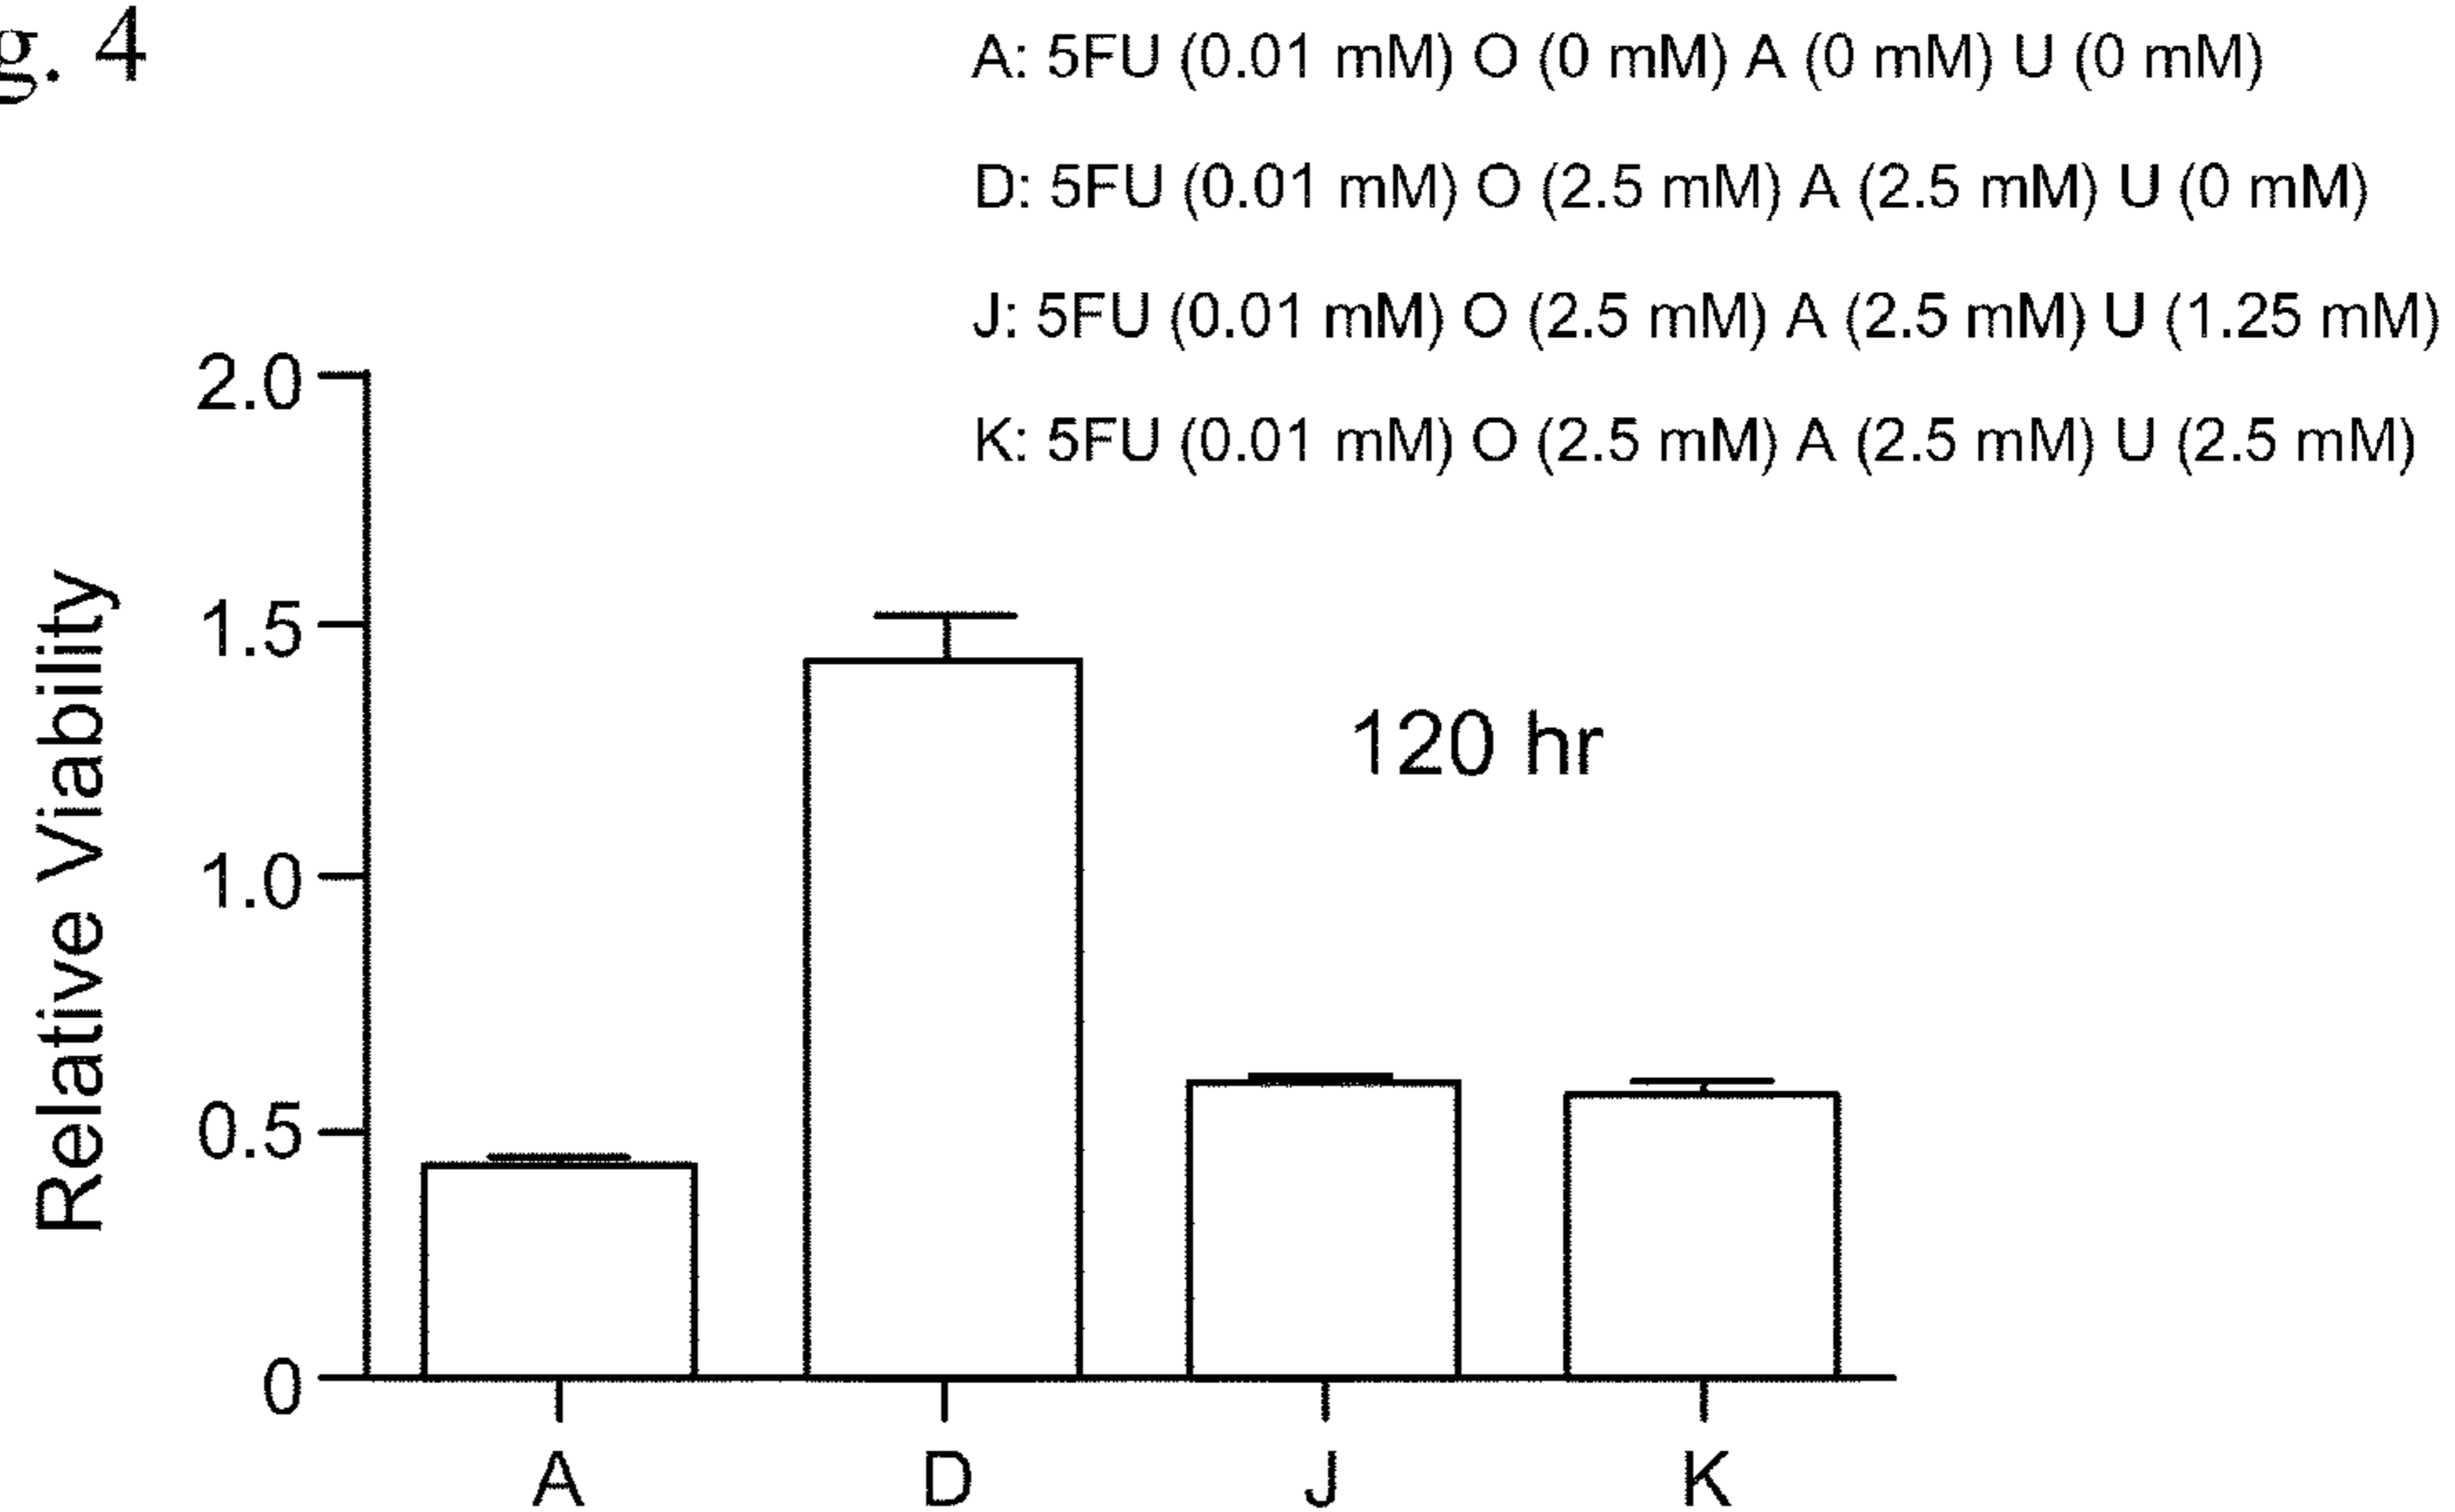 g. 4
A: 5FU (0.01 mM) O (0 mM) A (0 mM) U (0 mM)
D: 5FU (0.01 mM) O (2.5 mM) A (2.5 mM) U (0 mM)
J: 5FU (0.01 mM) O (2.5 mM) A (2.5 mM) U (1.25 mM)
K: 5FU (0.01 mM) O (2.5 mM) A (2.5 mM) U (2.5 mM)
Relative Viability
2.0
1.5
1.0
0.5
0
120 hr
A D J K